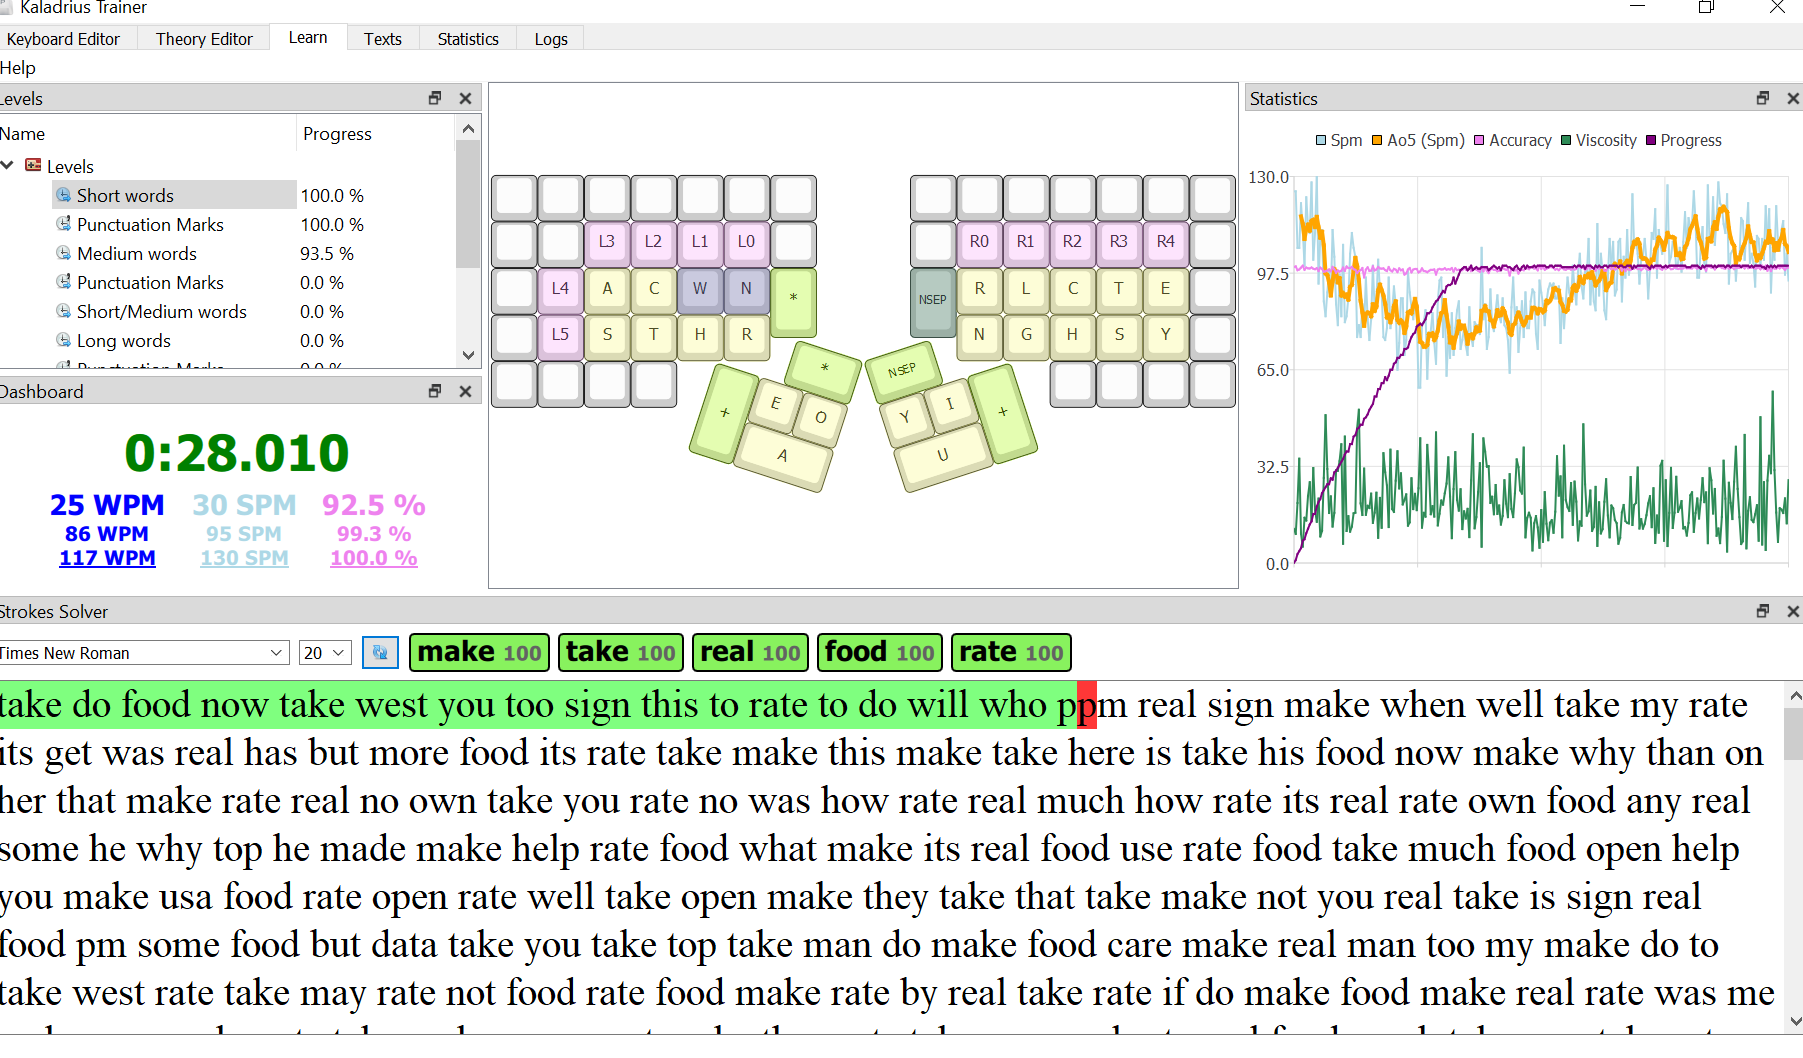 Kaladrius Trainer
Keyboard Editor Theory Editor Learn Texts Statistics Logs
Help
Levels
Name Progress
Levels
Short words 100.0 %
Punctuation Marks 100.0 %
Medium words 93.5 %
Punctuation Marks 0.0 %
Short/Medium words 0.0 %
Long words 0.0 %
Punctuation Marks 0.0 %
Dashboard
0:28.010
25 WPM 30 SPM 92.5 %
86 WPM 95 SPM 99.3 %
117 WPM 130 SPM 100.0 %
L3 L2 L1 L0 R0 R1 R2 R3 R4
L4 A C W N * NSEP R L C T E
L5 S T H R N G H S Y
* NSEP
+ E O Y I +
A U
Statistics
Spm Ao5 (Spm) Accuracy Viscosity Progress
130.0
97.5
65.0
32.5
0.0
Strokes Solver
Times New Roman 20 make 100 take 100 real 100 food 100 rate 100
take do food now take west you too sign this to rate to do will who ppm real sign make when well take my rate
its get was real has but more food its rate take make this make take here is take his food now make why than on
her that make rate real no own take you rate no was how rate real much how rate its real rate own food any real
some he why top he made make help rate food what make its real food use rate food take much food open help
you make usa food rate open rate well take open make they take that take make not you real take is sign real
food pm some food but data take you take top take man do make food care make real man too my make do to
take west rate take may rate not food rate food make rate by real take rate if do make food make real rate was me